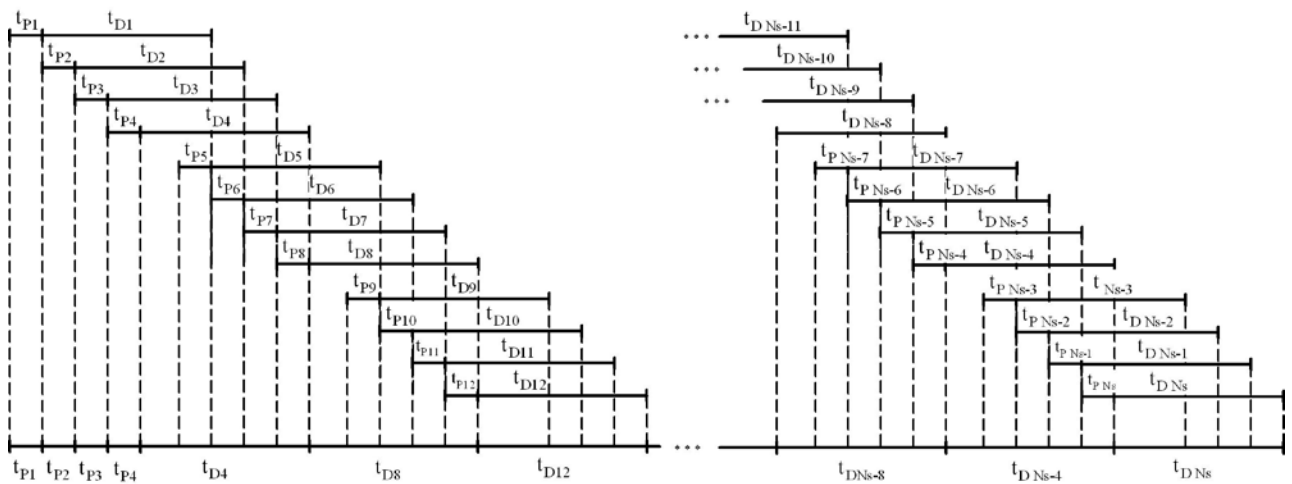 tP1 tD1 ... tD Ns-11
tP2 tD2 ... tD Ns-10
tP3 tD3 ... tD Ns-9
tP4 tD4 tD Ns-8
tP5 tD5 tP Ns-7 tD Ns-7
tP6 tD6 tP Ns-6 tD Ns-6
tP7 tD7 tP Ns-5 tD Ns-5
tP8 tD8 tP Ns-4 tD Ns-4
tP9 tD9 tP Ns-3 t Ns-3
tP10 tD10 tP Ns-2 tD Ns-2
tP11 tD11 tP Ns-1 tD Ns-1
tP12 tD12 tP Ns tD Ns
...
tP1 tP2 tP3 tP4 tD4 tD8 tD12 tDNs-8 tD Ns-4 tD Ns